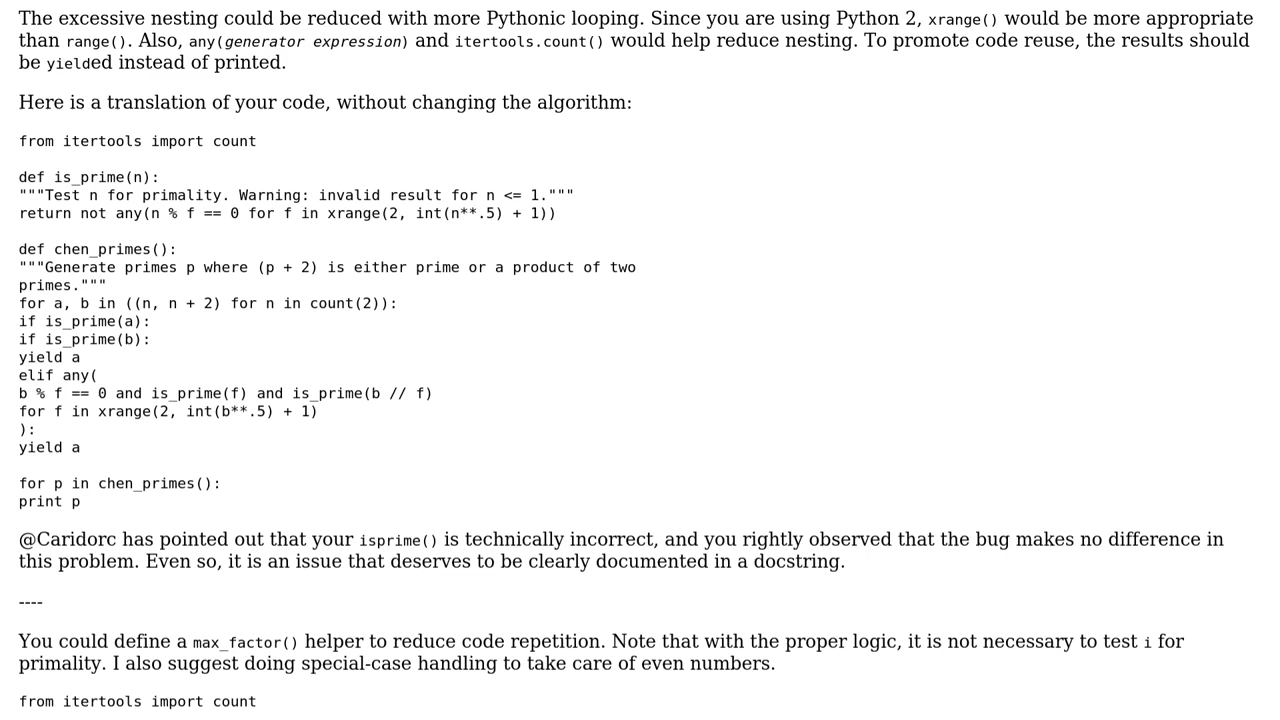 The excessive nesting could be reduced with more Pythonic looping. Since you are using Python 2, xrange() would be more appropriate
than range(). Also, any(generator expression) and itertools.count() would help reduce nesting. To promote code reuse, the results should
be yielded instead of printed.
Here is a translation of your code, without changing the algorithm:
from itertools import count
def is_prime(n):
"""Test n for primality. Warning: invalid result for n <= 1."""
return not any(n % f == 0 for f in xrange(2, int(n**.5) + 1))
def chen_primes():
"""Generate primes p where (p + 2) is either prime or a product of two
primes."""
for a, b in ((n, n + 2) for n in count(2)):
if is_prime(a):
if is_prime(b):
yield a
elif any(
b % f == 0 and is_prime(f) and is_prime(b // f)
for f in xrange(2, int(b**.5) + 1)
):
yield a
for p in chen_primes():
print p
@Caridorc has pointed out that your isprime() is technically incorrect, and you rightly observed that the bug makes no difference in
this problem. Even so, it is an issue that deserves to be clearly documented in a docstring.
----
You could define a max_factor() helper to reduce code repetition. Note that with the proper logic, it is not necessary to test i for
primality. I also suggest doing special-case handling to take care of even numbers.
from itertools import count